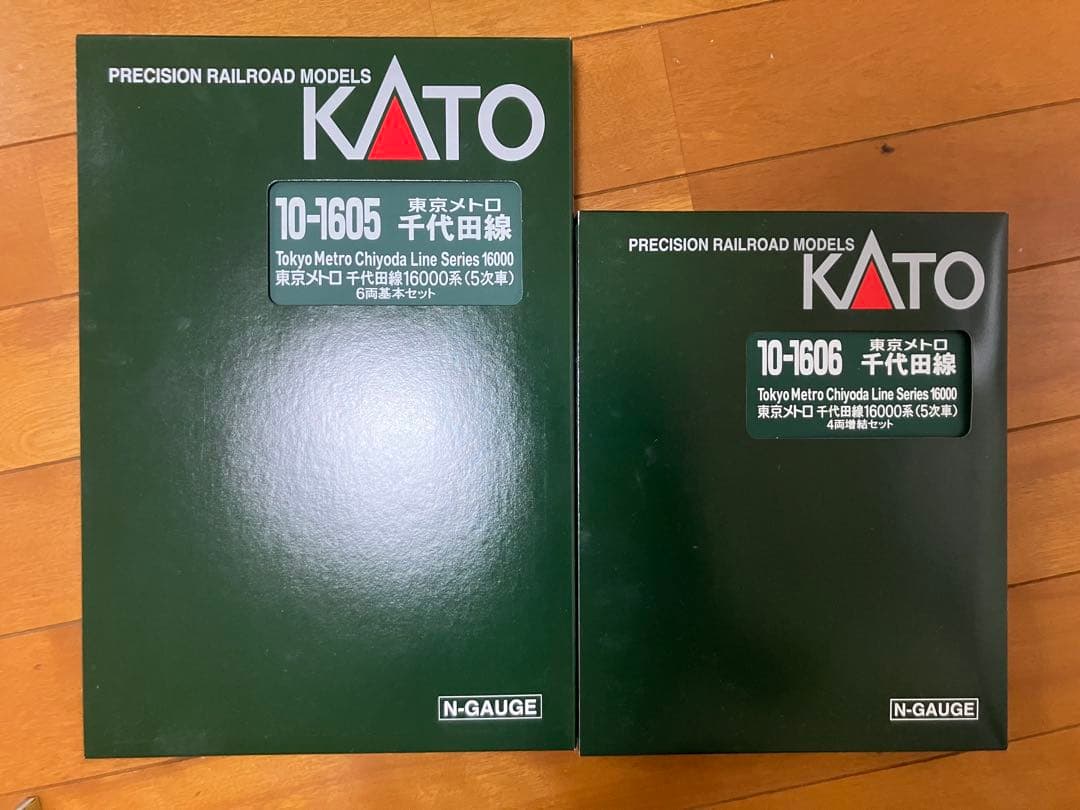 PRECISION RAILROAD MODELS
KATO
10-1605 東京メトロ
千代田線
Tokyo Metro Chiyoda Line Series 16000
東京メトロ 千代田線16000系(5次車)
6両基本セット
N-GAUGE
PRECISION RAILROAD MODELS
KATO
10-1606 東京メトロ
千代田線
Tokyo Metro Chiyoda Line Series 16000
東京メトロ 千代田線16000系(5次車)
4両増結セット
N-GAUGE